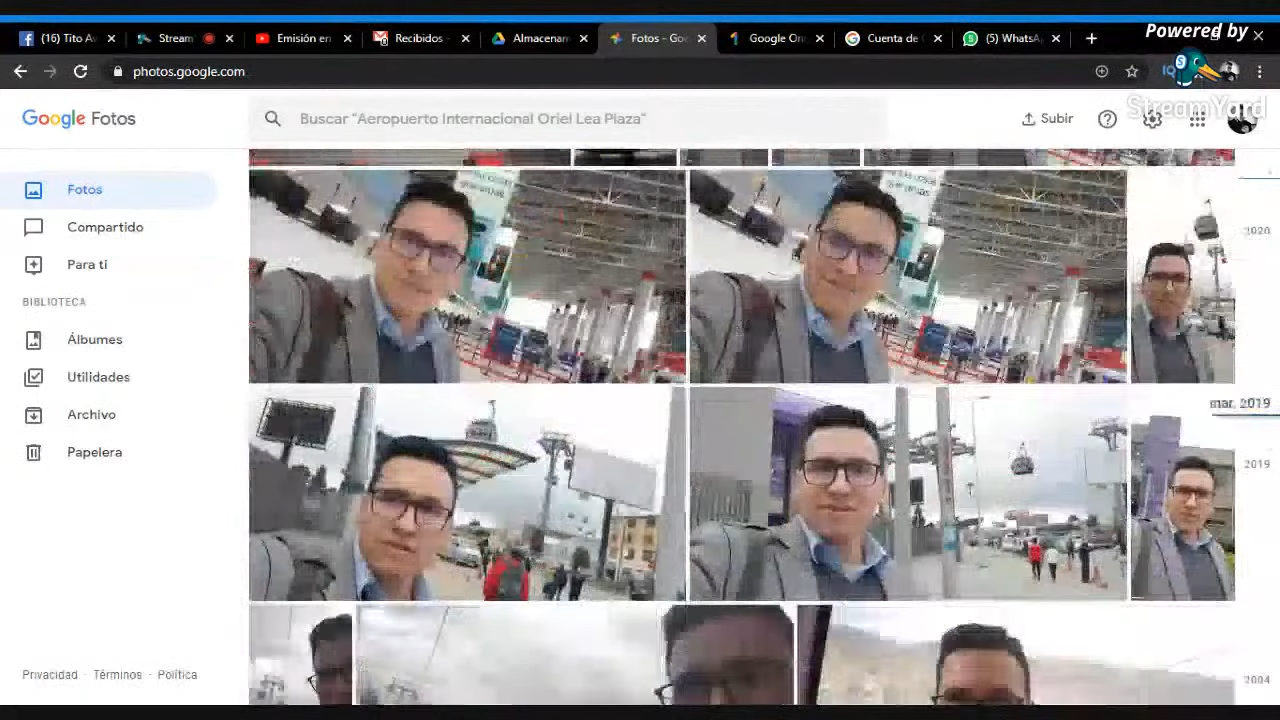 (16) Tito Av
Stream
Emisión en
Recibidos -
Almacenam
Fotos - Goo
Google On
Cuenta de
(5) WhatsA
Powered by
photos.google.com
StreamYard
Google Fotos
Buscar "Aeropuerto Internacional Oriel Lea Plaza"
Subir
Fotos
Compartido
Para ti
BIBLIOTECA
Álbumes
Utilidades
Archivo
Papelera
2020
mar. 2019
2019
2004
Privacidad · Términos · Política